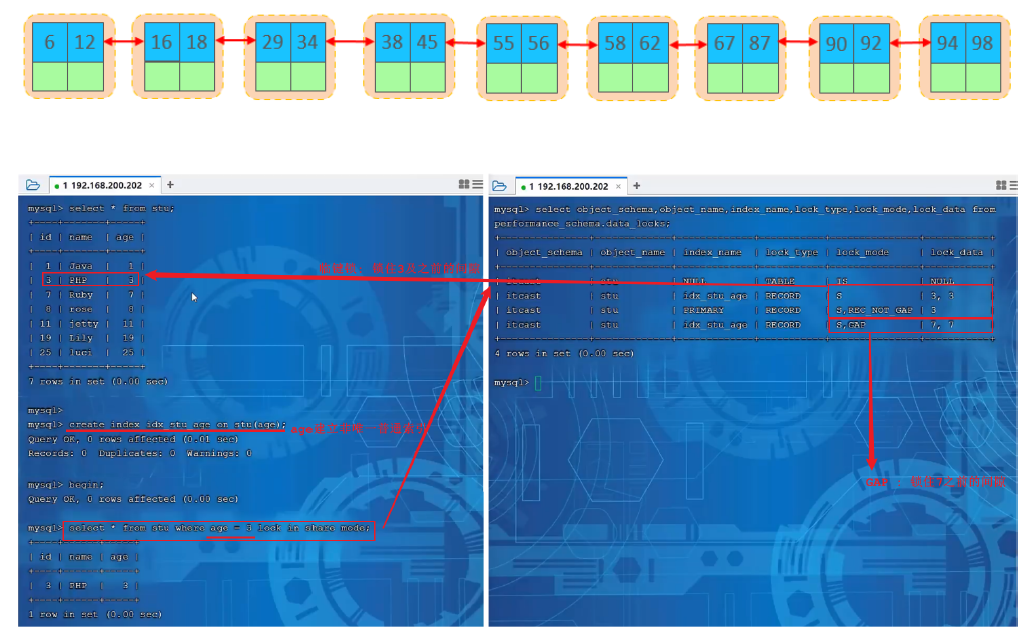 6 12 16 18 29 34 38 45 55 56 58 62 67 87 90 92 94 98
1 192.168.200.202 × +
mysql> select * from stu;
| id | name | age |
| 1 | Java | 1 |
| 3 | PHP | 3 |
| 7 | Ruby | 7 |
| 8 | rose | 8 |
| 11 | jetty | 11 |
| 19 | Lily | 19 |
| 25 | luci | 25 |
7 rows in set (0.00 sec)
mysql>
mysql> create index idx_stu_age on stu(age);
Query OK, 0 rows affected (0.01 sec)
Records: 0 Duplicates: 0 Warnings: 0
mysql> begin;
Query OK, 0 rows affected (0.00 sec)
mysql> select * from stu where age = 3 lock in share mode;
| id | name | age |
| 3 | PHP | 3 |
1 row in set (0.00 sec)
1 192.168.200.202 × +
mysql> select object_schema,object_name,index_name,lock_type,lock_mode,lock_data from
performance_schema.data_locks;
| object_schema | object_name | index_name | lock_type | lock_mode | lock_data |
| itcast | stu | NULL | TABLE | IS | NULL |
| itcast | stu | idx_stu_age | RECORD | S | 3, 3 |
| itcast | stu | PRIMARY | RECORD | S,REC_NOT_GAP | 3 |
| itcast | stu | idx_stu_age | RECORD | S,GAP | 7, 7 |
4 rows in set (0.00 sec)
mysql>